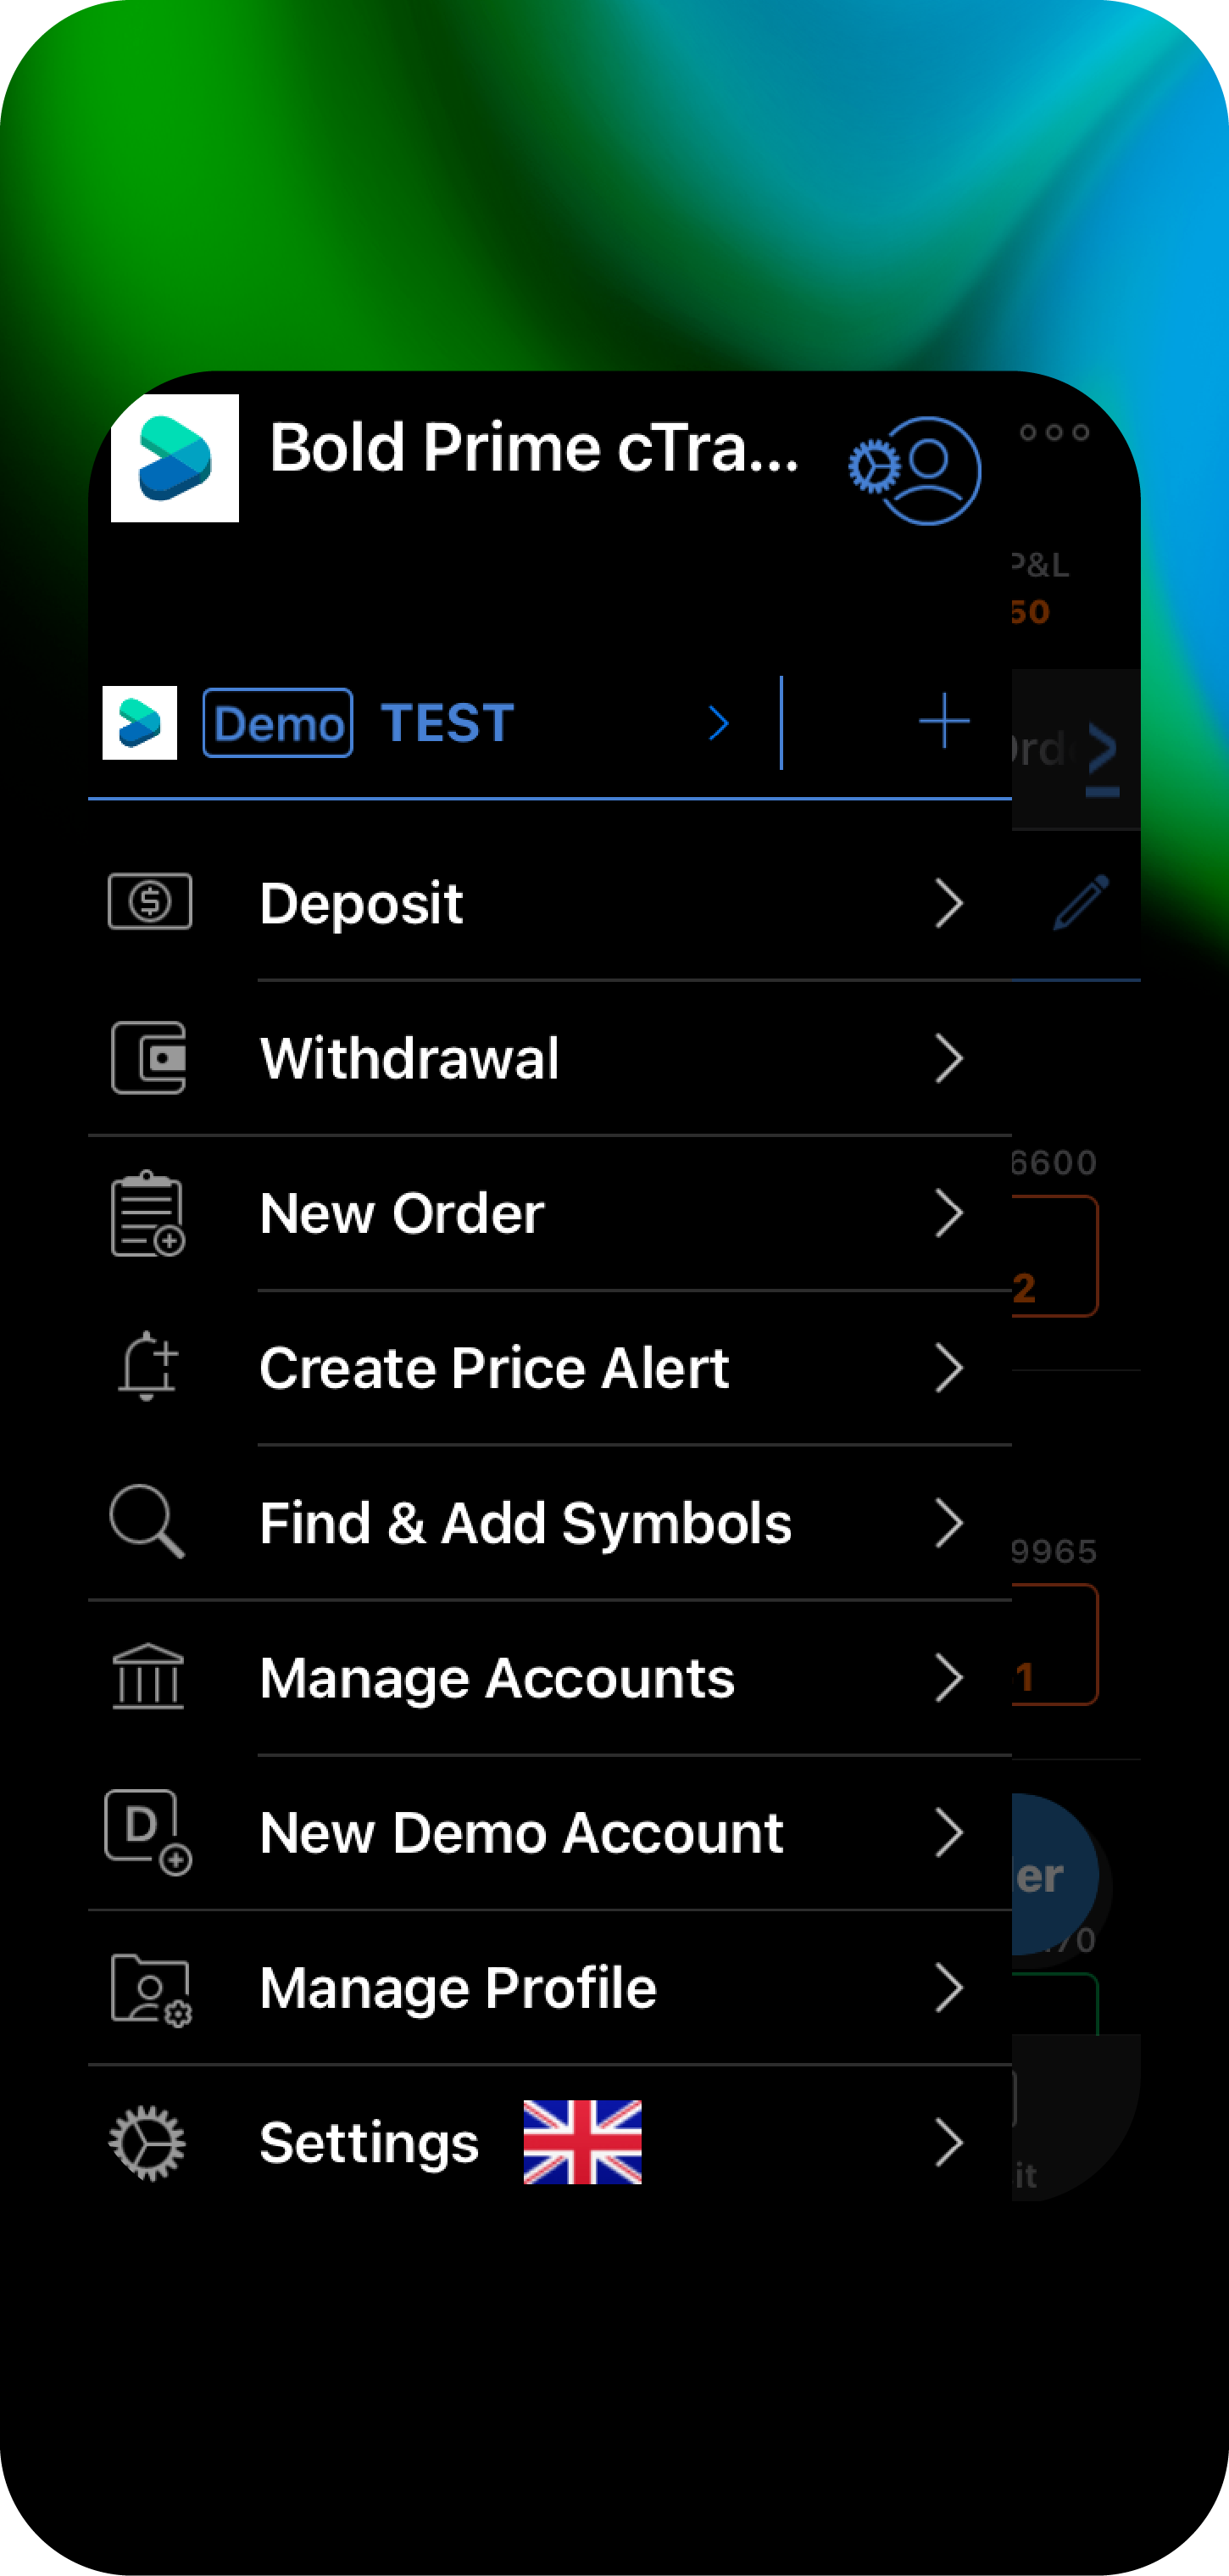 Bold Prime cTra...
P&L
50
Demo TEST
Deposit
Withdrawal
6600
New Order
2
Create Price Alert
Find & Add Symbols
9965
Manage Accounts
1
New Demo Account
er
70
Manage Profile
Settings
it